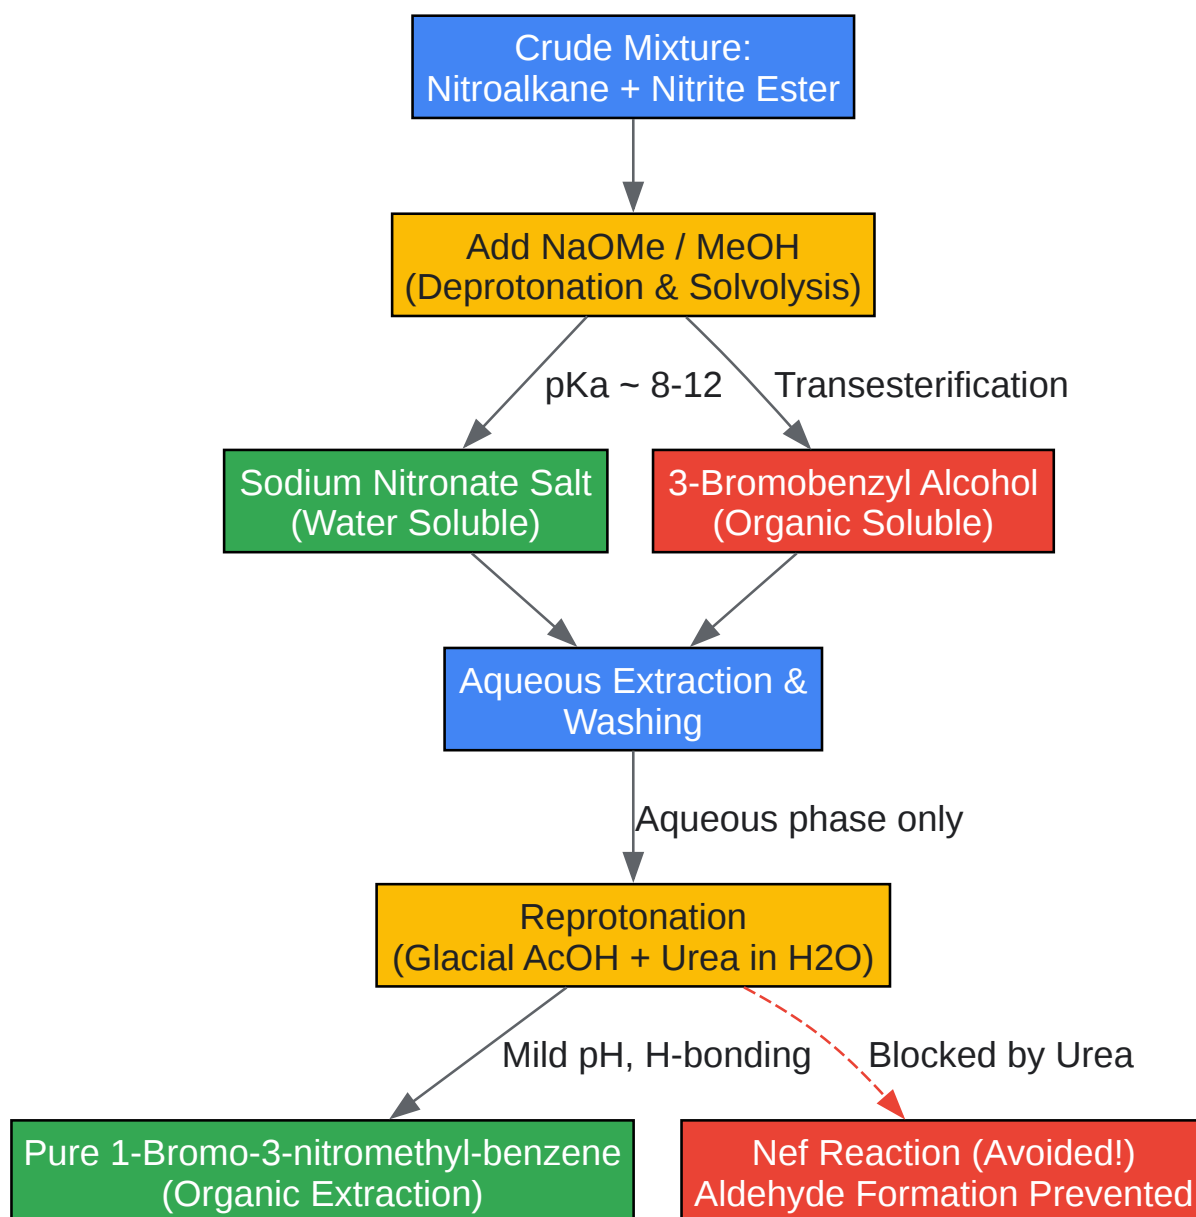 Crude Mixture:
Nitroalkane + Nitrite Ester
Add NaOMe / MeOH
(Deprotonation & Solvolysis)
pKa ~ 8-12
Transesterification
Sodium Nitronate Salt
(Water Soluble)
3-Bromobenzyl Alcohol
(Organic Soluble)
Aqueous Extraction &
Washing
Aqueous phase only
Reprotonation
(Glacial AcOH + Urea in H2O)
Mild pH, H-bonding
Blocked by Urea
Pure 1-Bromo-3-nitromethyl-benzene
(Organic Extraction)
Nef Reaction (Avoided!)
Aldehyde Formation Prevented